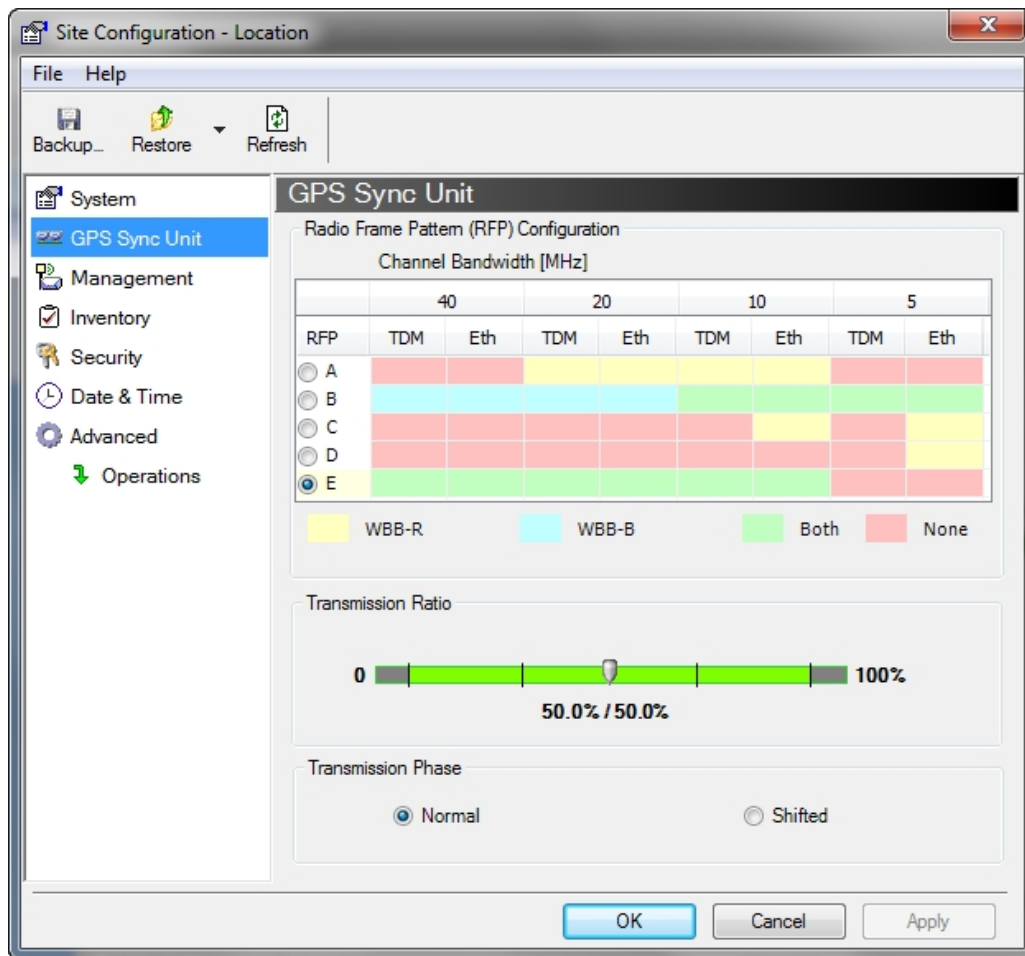 Site Configuration - Location
File Help
Backup... Restore Refresh
System
GPS Sync Unit
Management
Inventory
Security
Date & Time
Advanced
Operations
GPS Sync Unit
Radio Frame Pattern (RFP) Configuration
Channel Bandwidth [MHz]
40 20 10 5
RFP TDM Eth TDM Eth TDM Eth TDM Eth
A
B
C
D
E
WBB-R WBB-B Both None
Transmission Ratio
0 100%
50.0% / 50.0%
Transmission Phase
Normal Shifted
OK Cancel Apply